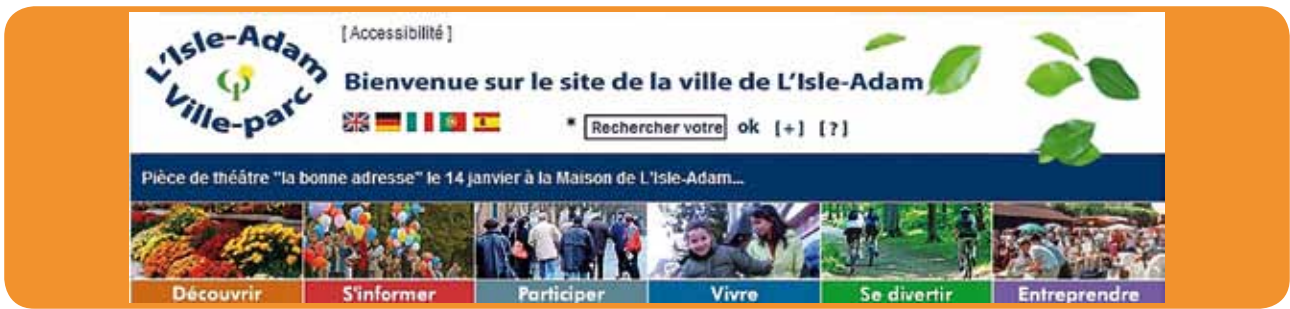 L'Isle-Adam
Ville-parc
[ Accessibilité ]
Bienvenue sur le site de la ville de L'Isle-Adam
* Rechercher votre ok [+] [?]
Pièce de théâtre "la bonne adresse" le 14 janvier à la Maison de L'Isle-Adam...
Découvrir S'informer Participer Vivre Se divertir Entreprendre